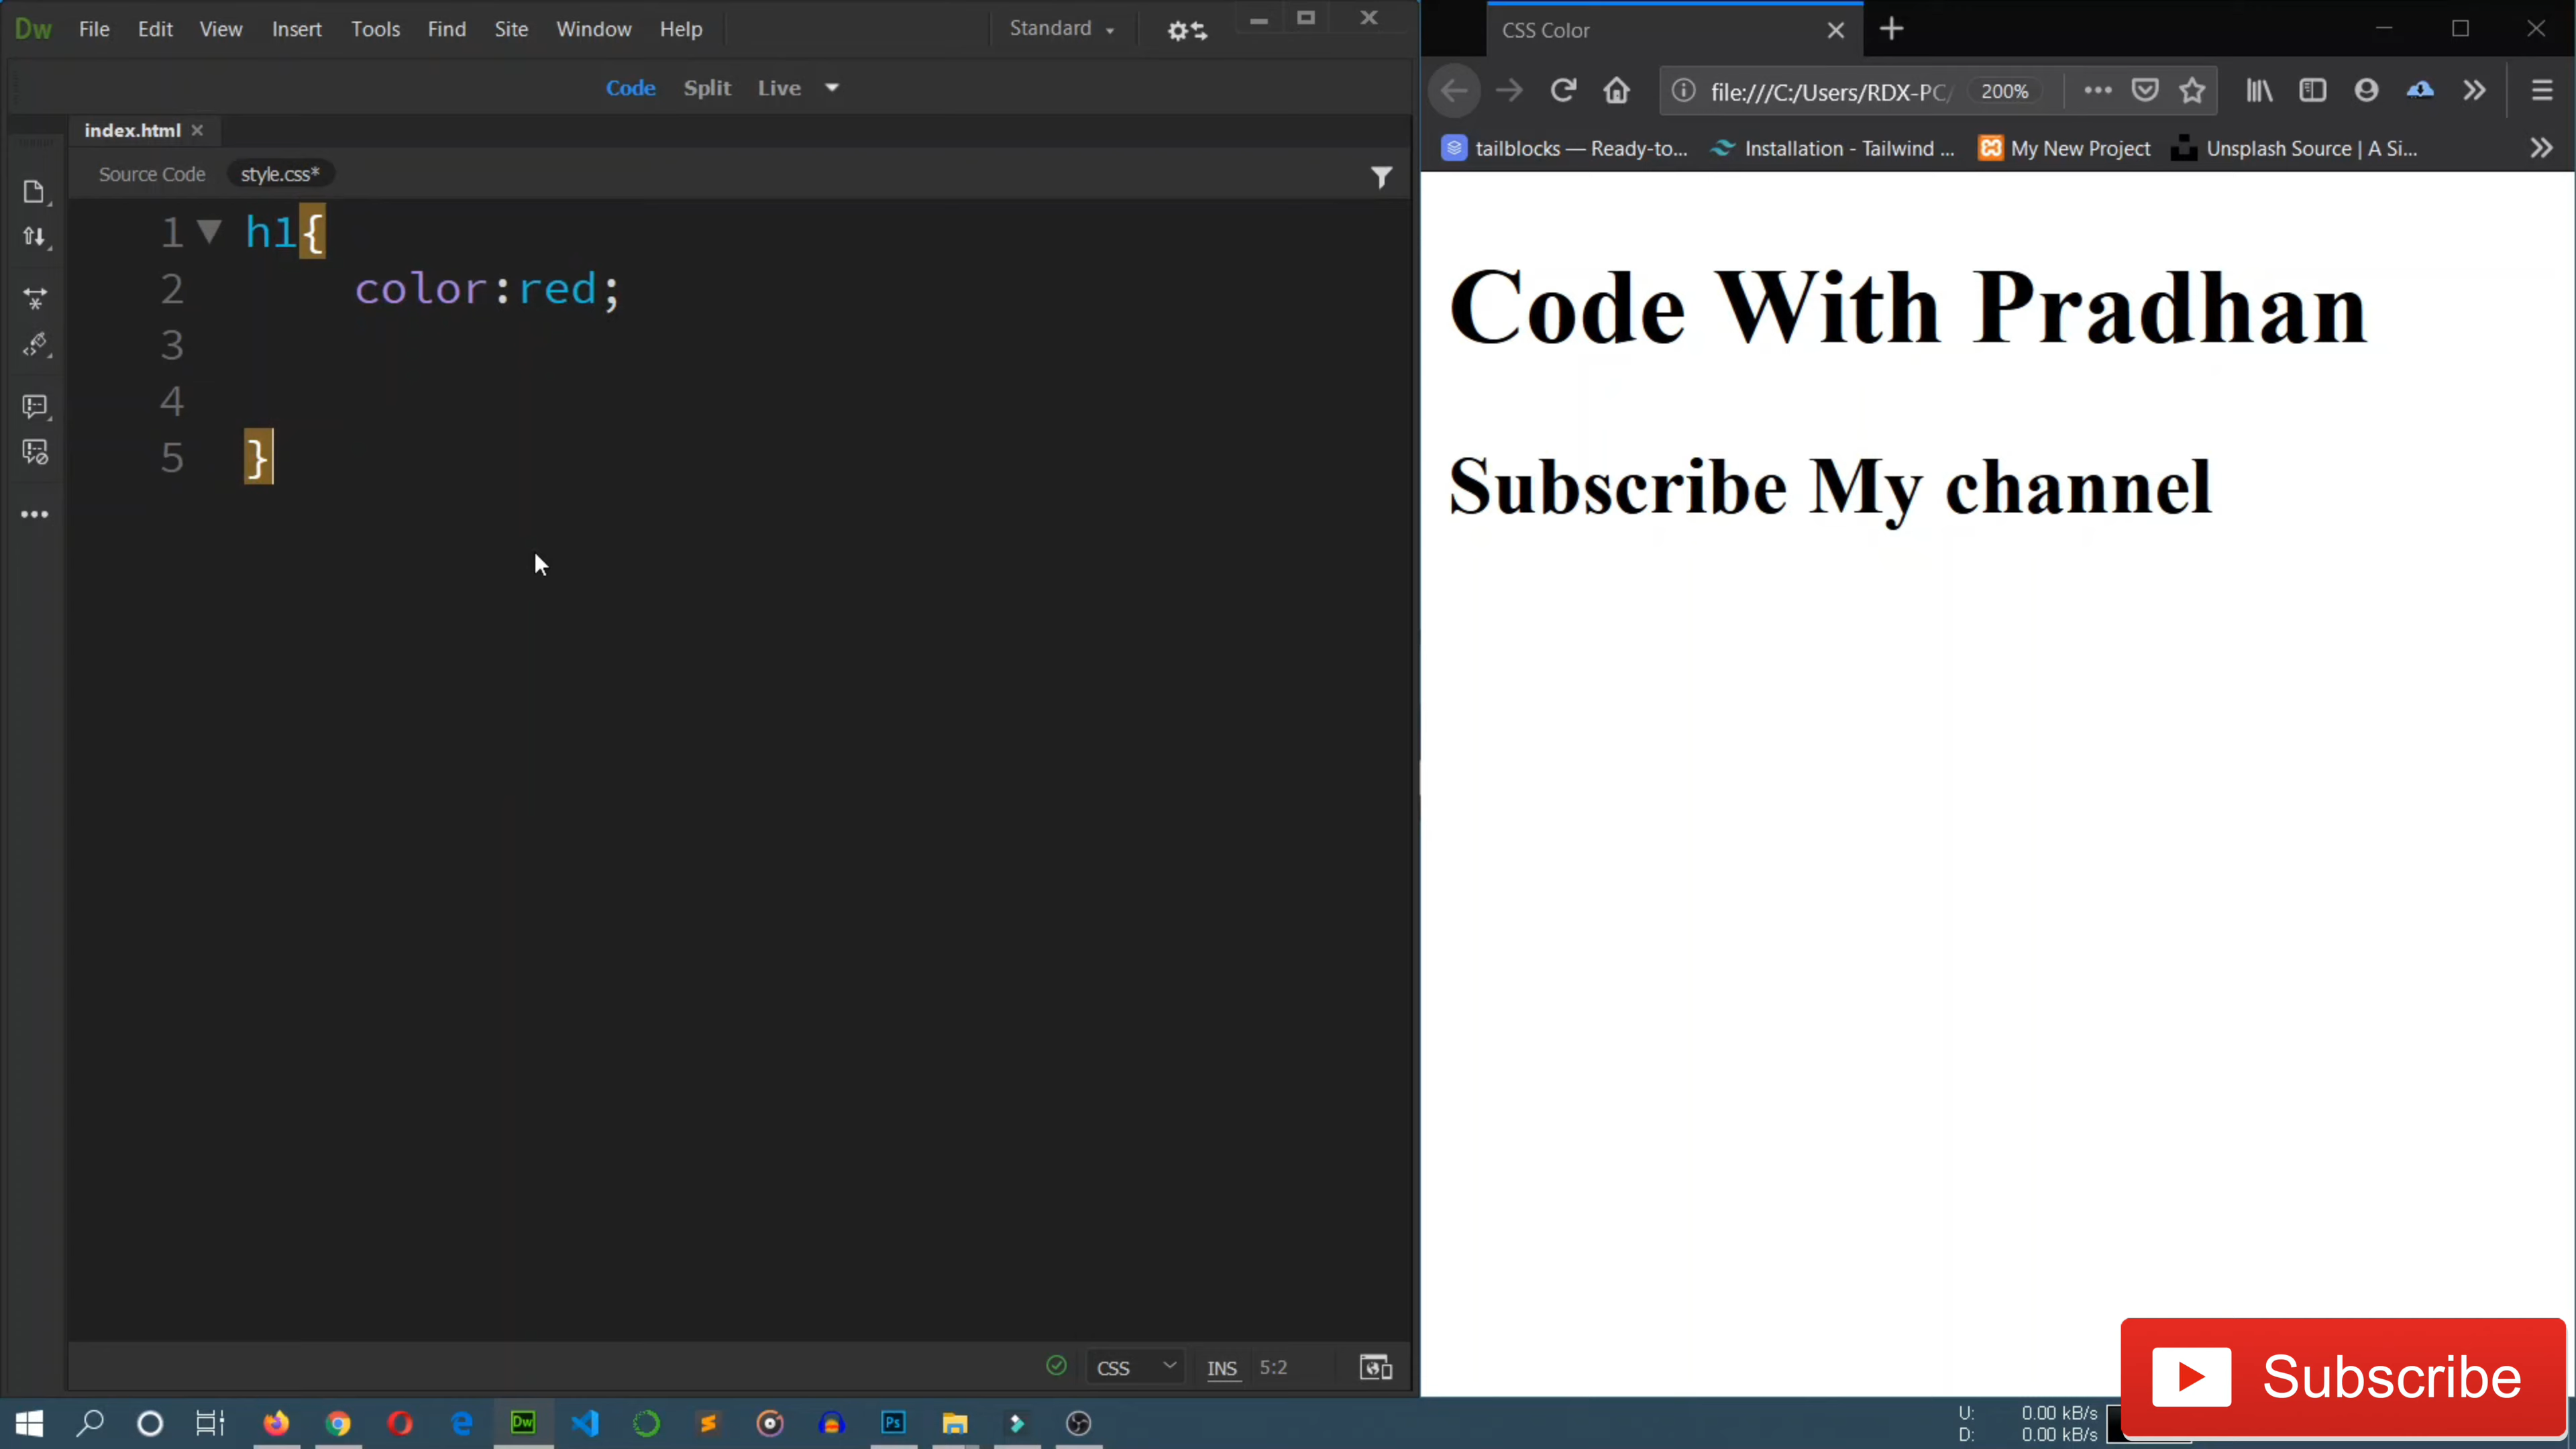 Dw File Edit View Insert Tools Find Site Window Help Standard
Code Split Live
index.html
Source Code style.css*
1 h1{
2 color:red;
3
4
5 }
CSS INS 5:2
CSS Color
file:///C:/Users/RDX-PC/ 200%
tailblocks — Ready-to... Installation - Tailwind ... My New Project Unsplash Source | A Si...
Code With Pradhan
Subscribe My channel
Subscribe
Dw Ps
U: 0.00 kB/s
D: 0.00 kB/s